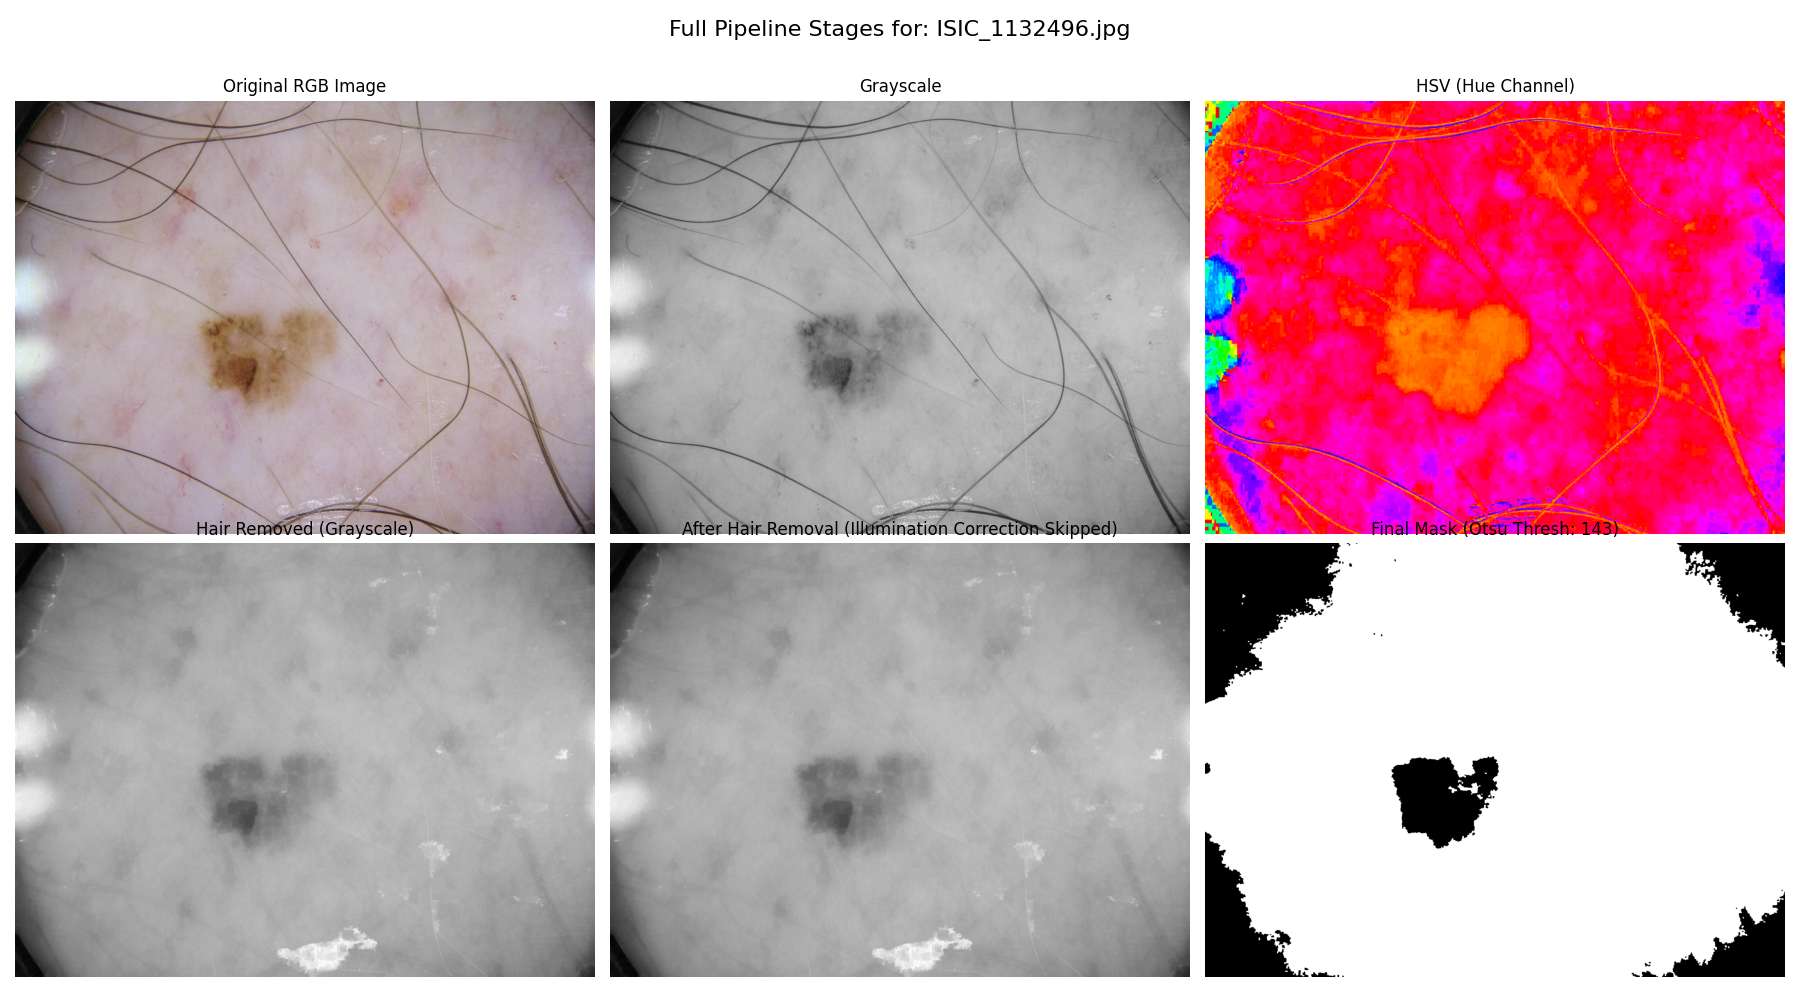 Full Pipeline Stages for: ISIC_1132496.jpg
Original RGB Image
Grayscale
HSV (Hue Channel)
Hair Removed (Grayscale)
After Hair Removal (Illumination Correction Skipped)
Final Mask (Otsu Thresh: 143)